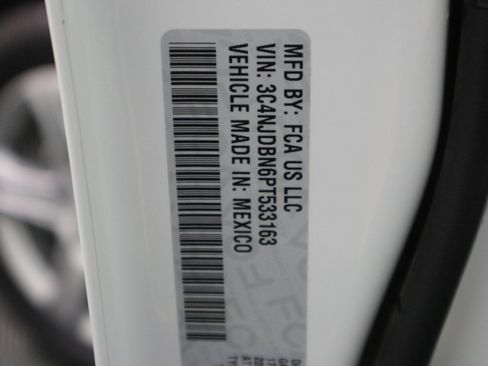 MFD BY: FCA US LLC
VIN: 3C4NJDBN6PT533163
VEHICLE MADE IN: MEXICO